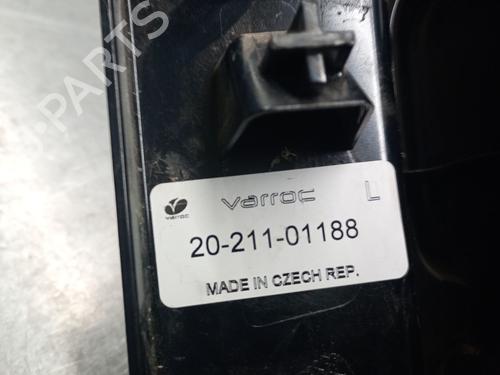 varroc L
VARROC
20-211-01188
MADE IN CZECH REP.
PARTS